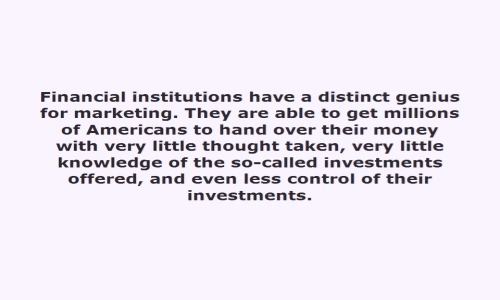 Financial institutions have a distinct genius
for marketing. They are able to get millions
of Americans to hand over their money
with very little thought taken, very little
knowledge of the so-called investments
offered, and even less control of their
investments.